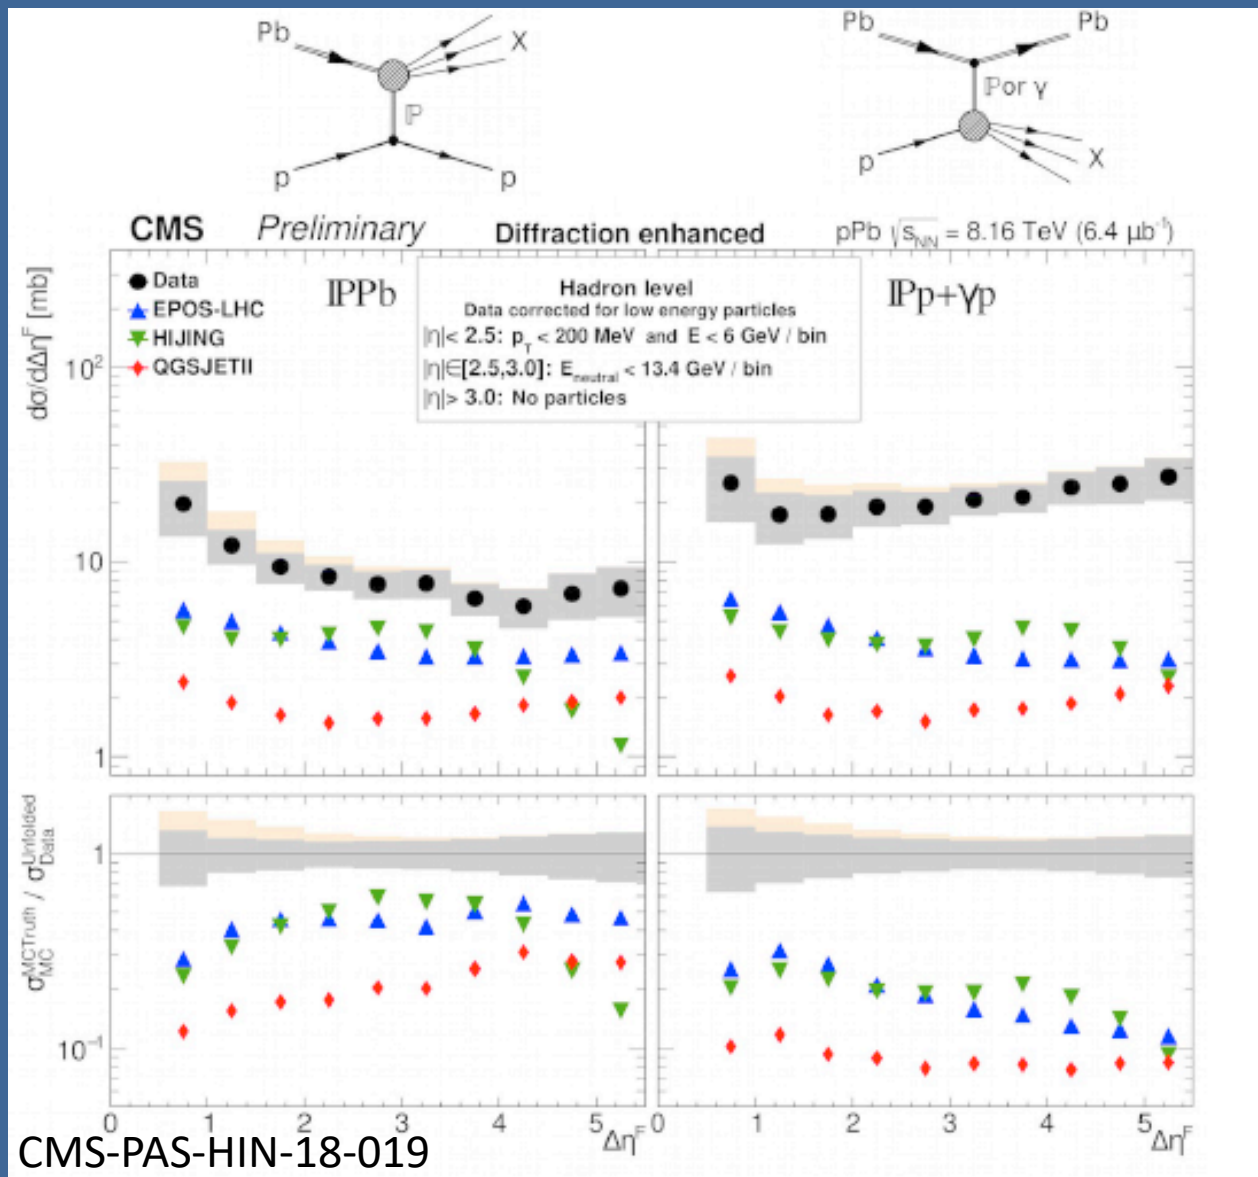 Pb
X
ℙ
p
p
Pb
Pb
ℙor γ
p
X
CMS Preliminary Diffraction enhanced pPb √sNN = 8.16 TeV (6.4 μb⁻¹)
dσ/dΔηF [mb]
Data
EPOS-LHC
HIJING
QGSJETII
ℙPb
Hadron level
Data corrected for low energy particles
|η|< 2.5: pT < 200 MeV and E < 6 GeV / bin
|η|∈[2.5,3.0]: Eneutral < 13.4 GeV / bin
|η|> 3.0: No particles
ℙp+γp
10²
10
1
σMCTruth MC / σUnfolded Data
1
10⁻¹
0 1 2 3 4 5 0 1 2 3 4 5
ΔηF ΔηF
CMS-PAS-HIN-18-019